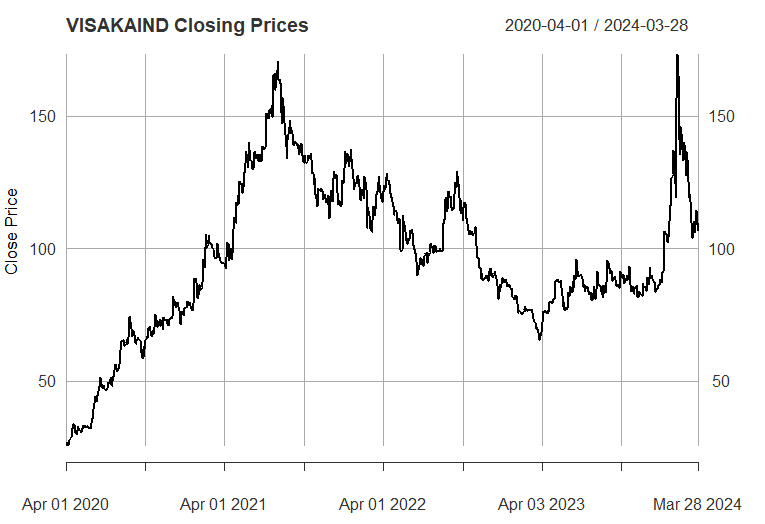 VISAKAIND Closing Prices
2020-04-01 / 2024-03-28
150
150
100
100
50
50
Close Price
Apr 01 2020
Apr 01 2021
Apr 01 2022
Apr 03 2023
Mar 28 2024